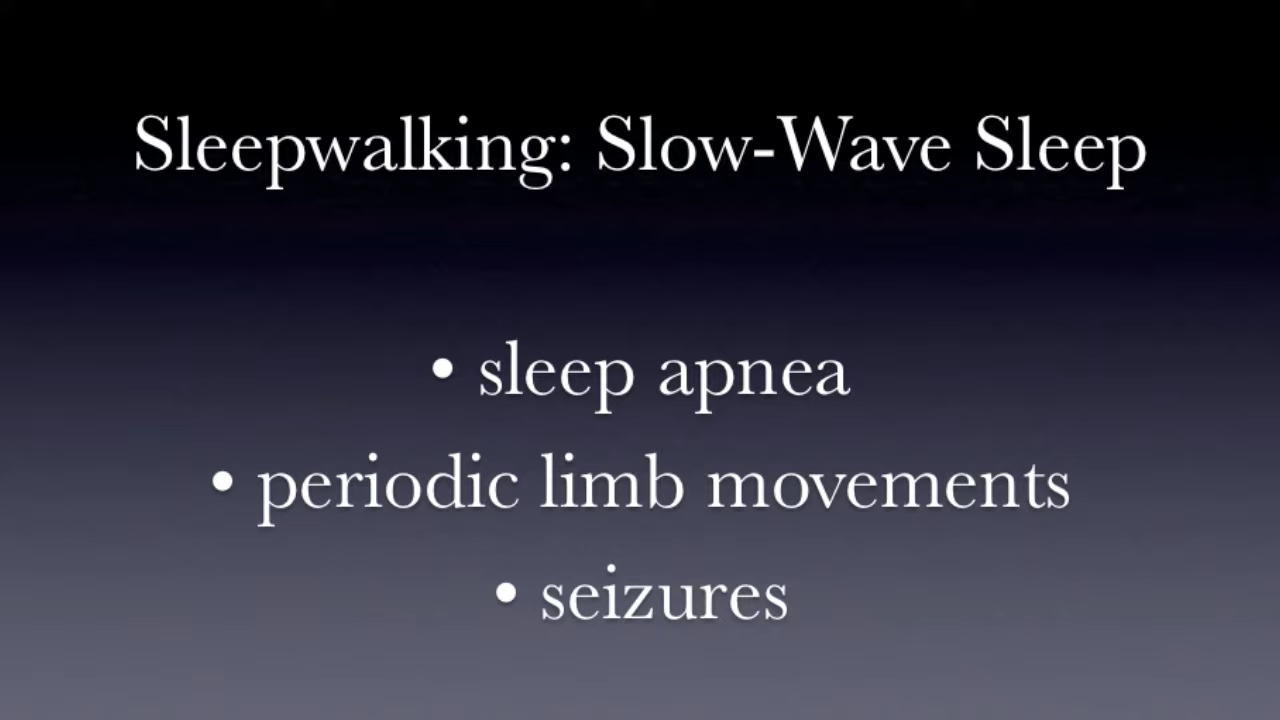 Sleepwalking: Slow-Wave Sleep
• sleep apnea
• periodic limb movements
• seizures